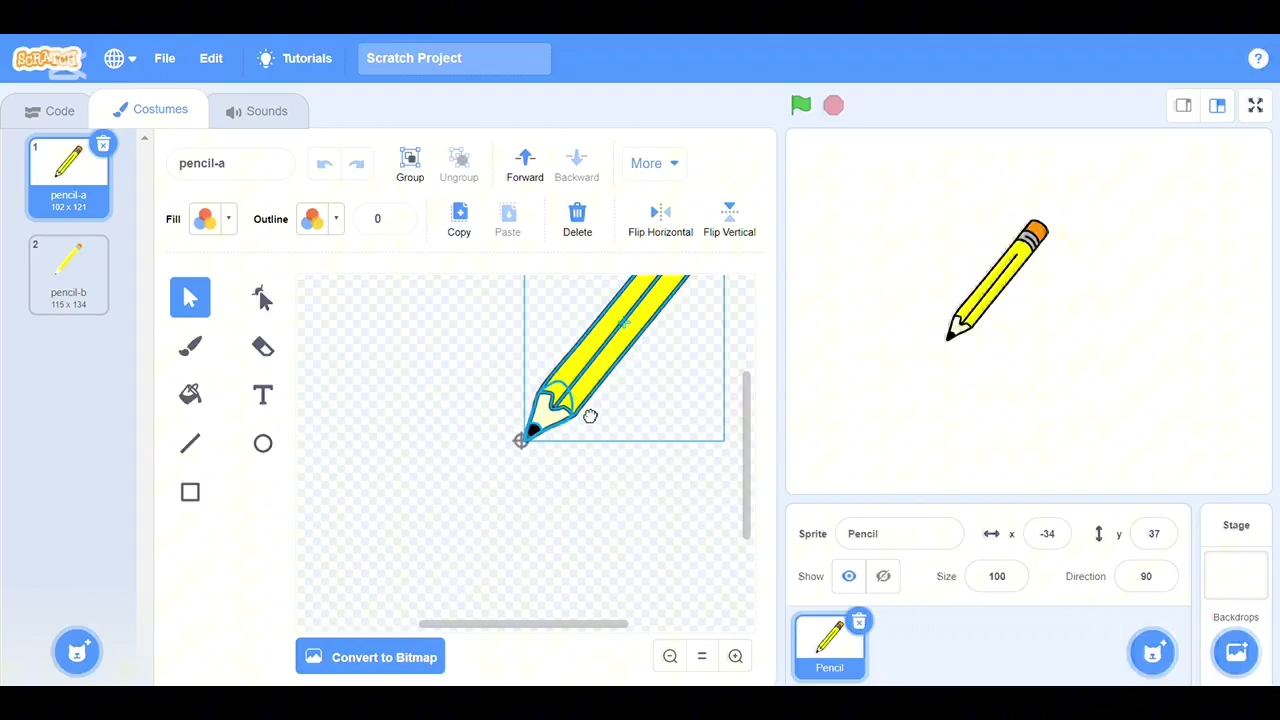 SCRATCH
File
Edit
Tutorials
Scratch Project
?
Code
Costumes
Sounds
1
pencil-a
102 x 121
2
pencil-b
115 x 134
pencil-a
Group
Ungroup
Forward
Backward
More
Fill
Outline
0
Copy
Paste
Delete
Flip Horizontal
Flip Vertical
T
Convert to Bitmap
Sprite
Pencil
x
-34
y
37
Show
Size
100
Direction
90
Pencil
Stage
Backdrops